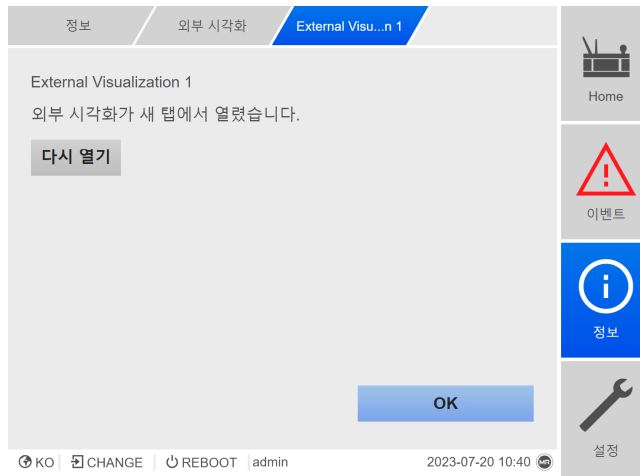 정보
외부 시각화
External Visu...n 1
External Visualization 1
외부 시각화가 새 탭에서 열렸습니다.
다시 열기
OK
Home
이벤트
정보
설정
KO
CHANGE
REBOOT
admin
2023-07-20 10:40
MR